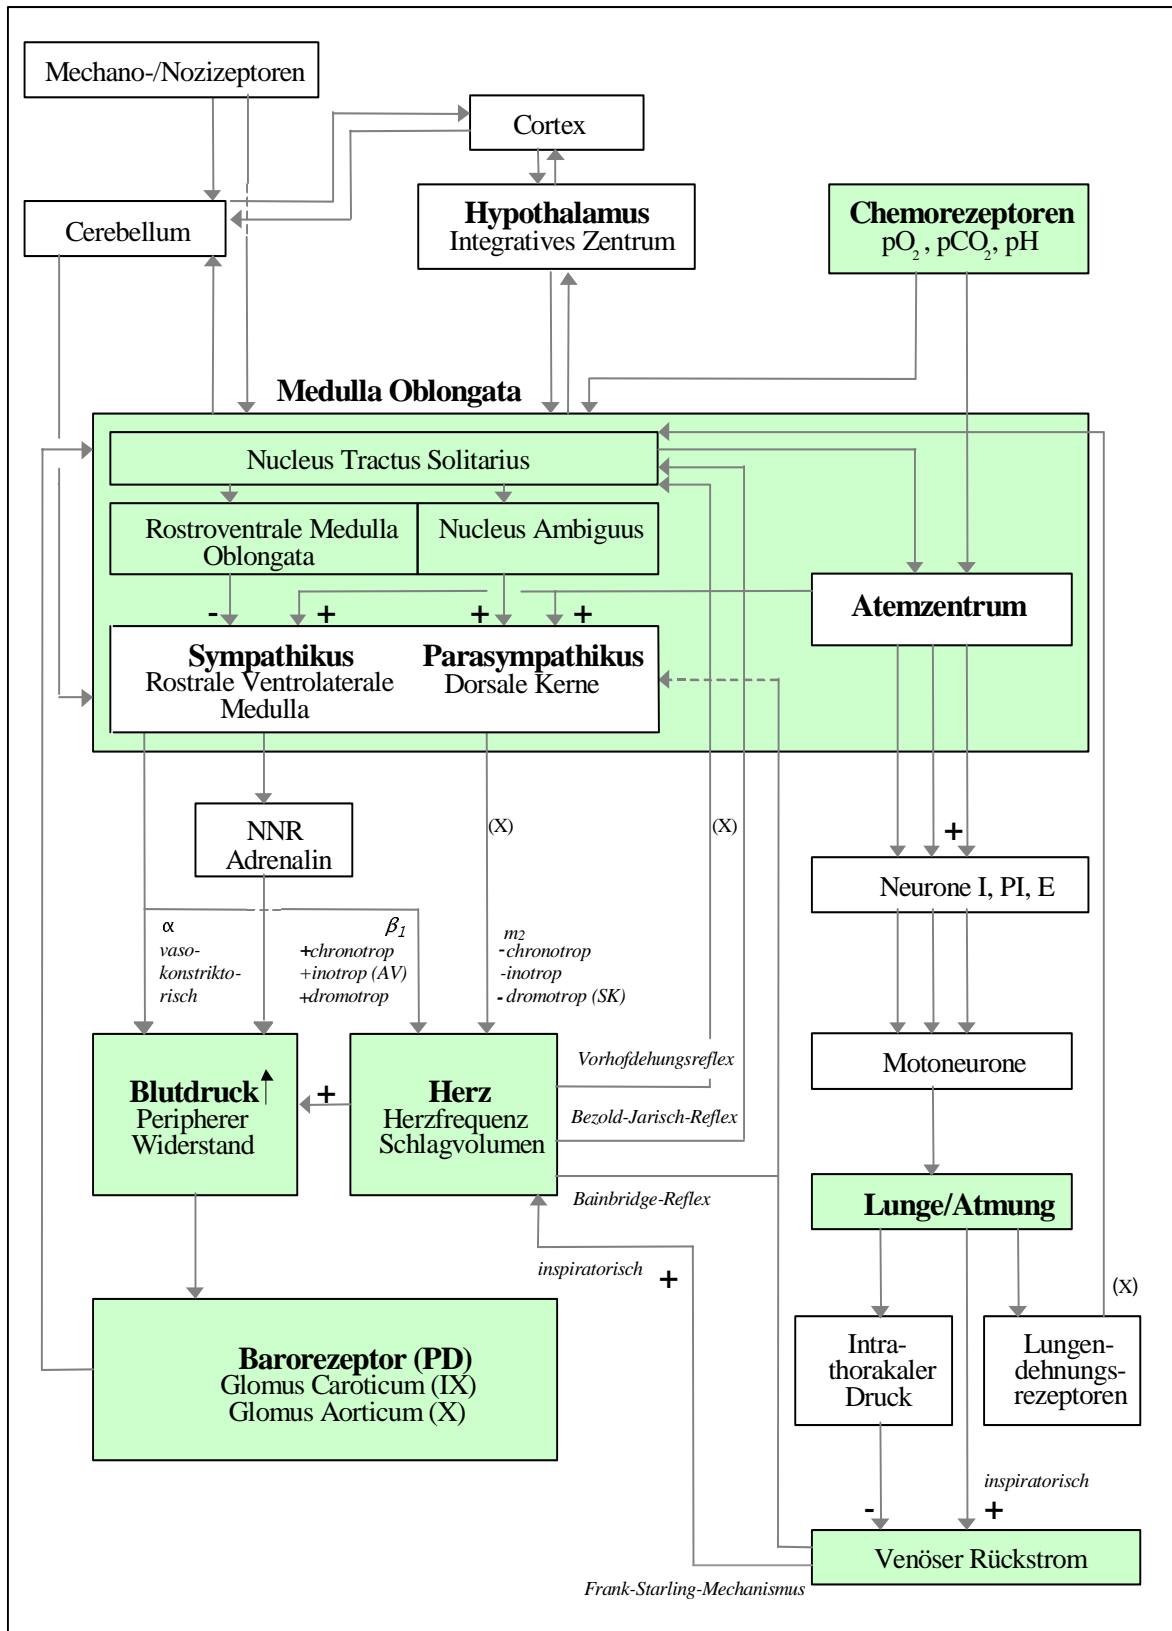 Mechano-/Nozizeptoren
Cortex
Cerebellum
Hypothalamus
Integratives Zentrum
Chemorezeptoren
pO2 , pCO2, pH
Medulla Oblongata
Nucleus Tractus Solitarius
Rostroventrale Medulla
Oblongata
Nucleus Ambiguus
Atemzentrum
- + + +
Sympathikus
Rostrale Ventrolaterale
Medulla
Parasympathikus
Dorsale Kerne
NNR
Adrenalin
(X)
(X)
+
Neurone I, PI, E
α
vaso-
konstrikto-
risch
β1
+chronotrop
+inotrop (AV)
+dromotrop
m2
-chronotrop
-inotrop
- dromotrop (SK)
Motoneurone
Blutdruck↑
Peripherer
Widerstand
+
Herz
Herzfrequenz
Schlagvolumen
Vorhofdehungsreflex
Bezold-Jarisch-Reflex
Bainbridge-Reflex
Lunge/Atmung
inspiratorisch +
(X)
Barorezeptor (PD)
Glomus Caroticum (IX)
Glomus Aorticum (X)
Intra-
thorakaler
Druck
Lungen-
dehnungs-
rezeptoren
inspiratorisch
- +
Venöser Rückstrom
Frank-Starling-Mechanismus